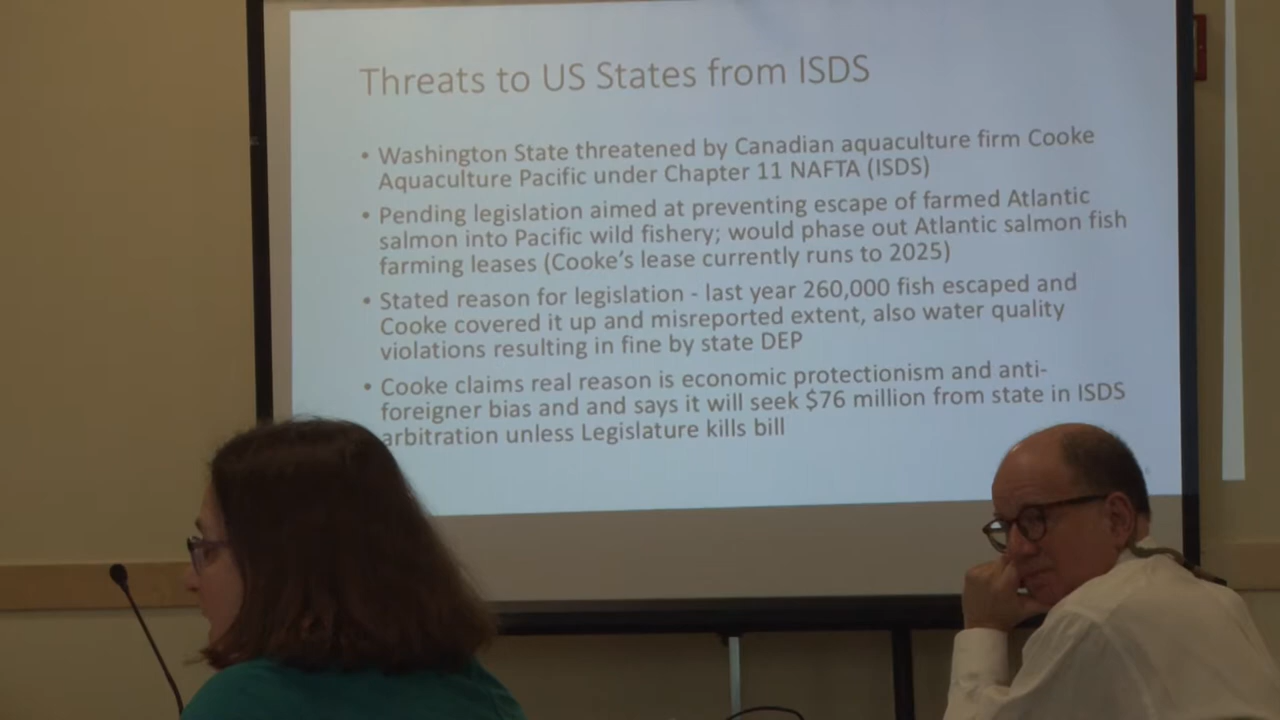 Threats to US States from ISDS
• Washington State threatened by Canadian aquaculture firm Cooke
Aquaculture Pacific under Chapter 11 NAFTA (ISDS)
• Pending legislation aimed at preventing escape of farmed Atlantic
salmon into Pacific wild fishery; would phase out Atlantic salmon fish
farming leases (Cooke's lease currently runs to 2025)
• Stated reason for legislation - last year 260,000 fish escaped and
Cooke covered it up and misreported extent, also water quality
violations resulting in fine by state DEP
• Cooke claims real reason is economic protectionism and anti-
foreigner bias and and says it will seek $76 million from state in ISDS
arbitration unless Legislature kills bill